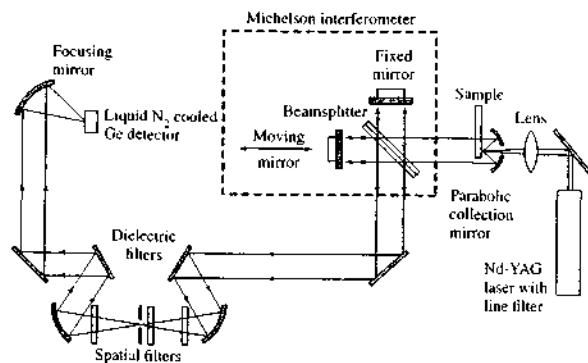 Michelson interferometer
Focusing
mirror
Fixed
mirror
Liquid N2 cooled
Ge detector
Beamsplitter
Sample
Lens
Moving
mirror
Parabolic
collection
mirror
Dielectric
filters
Nd-YAG
laser with
line filter
Spatial filters